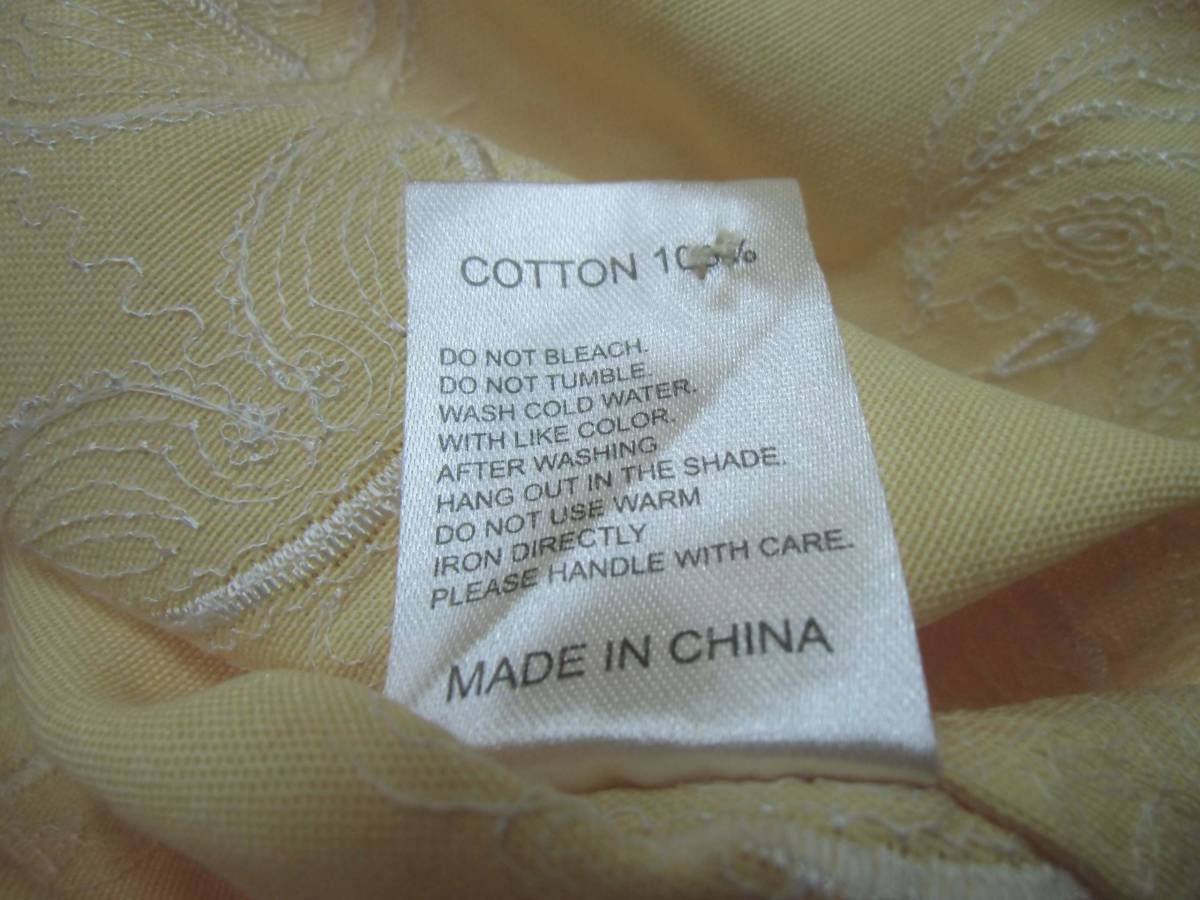 COTTON 100%
DO NOT BLEACH.
DO NOT TUMBLE.
WASH COLD WATER.
WITH LIKE COLOR.
AFTER WASHING
HANG OUT IN THE SHADE.
DO NOT USE WARM
IRON DIRECTLY
PLEASE HANDLE WITH CARE.
MADE IN CHINA